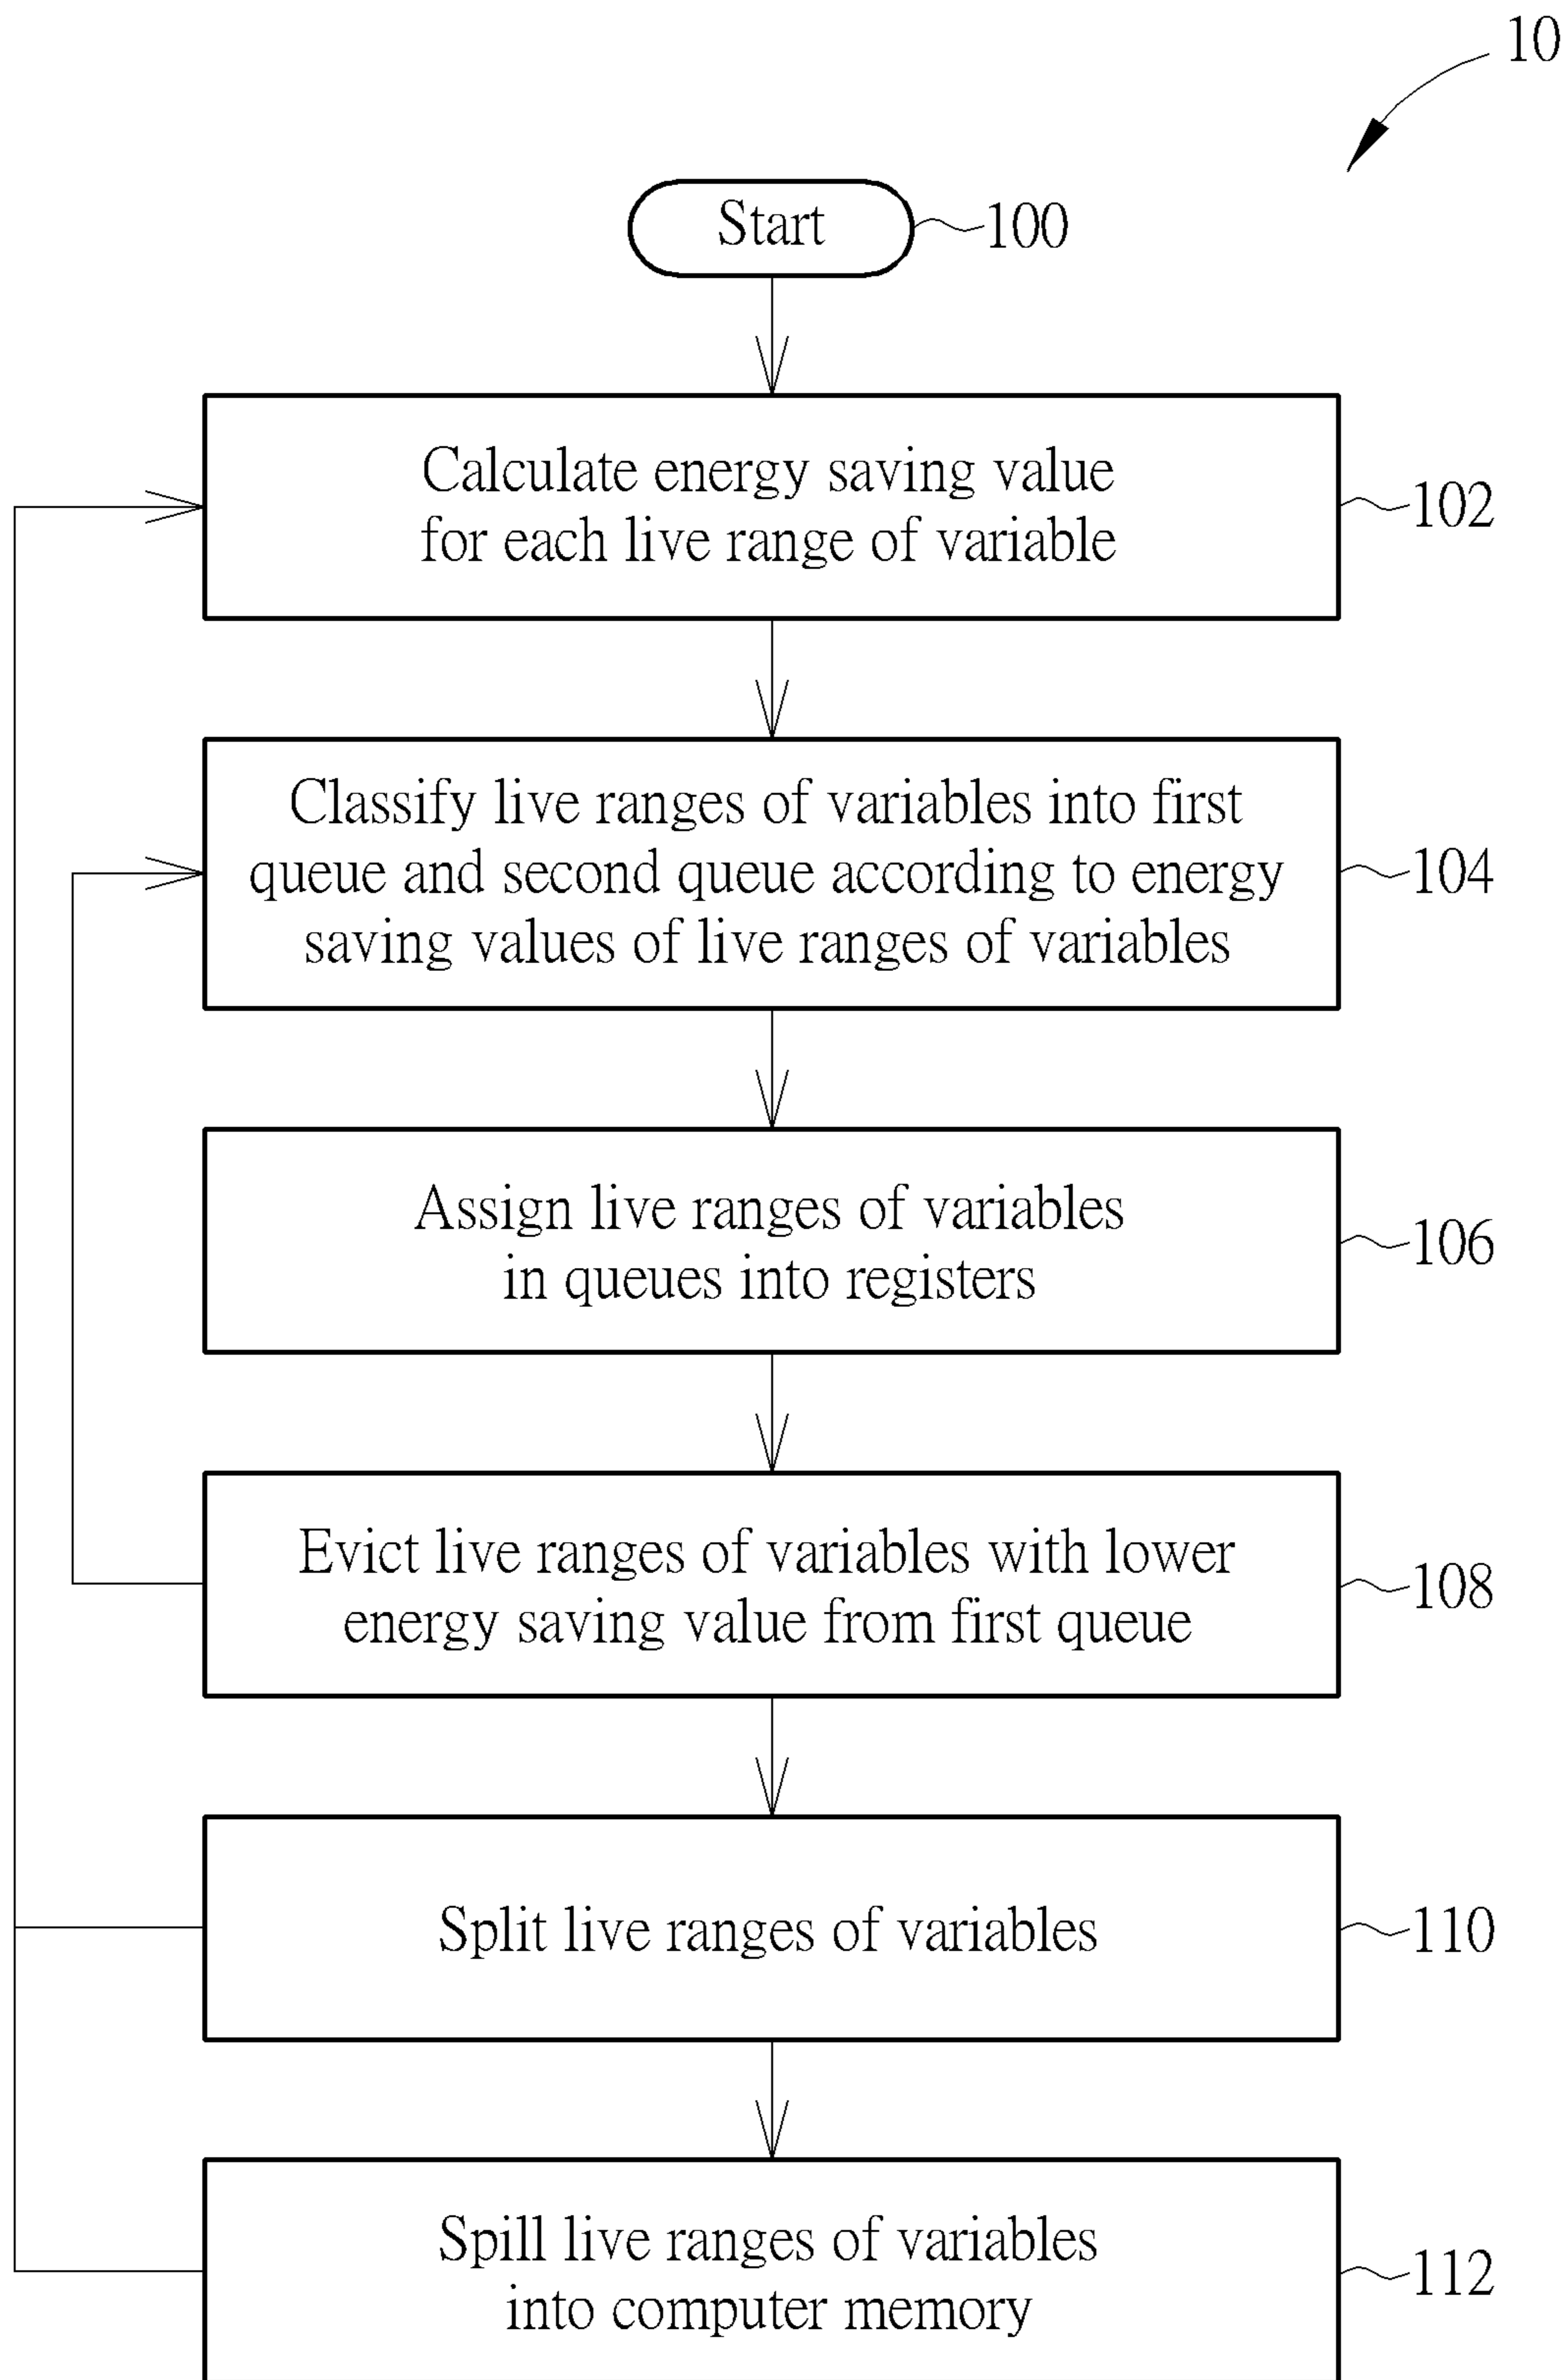 10
Start
100
Calculate energy saving value
for each live range of variable
102
Classify live ranges of variables into first
queue and second queue according to energy
saving values of live ranges of variables
104
Assign live ranges of variables
in queues into registers
106
Evict live ranges of variables with lower
energy saving value from first queue
108
Split live ranges of variables
110
Spill live ranges of variables
into computer memory
112